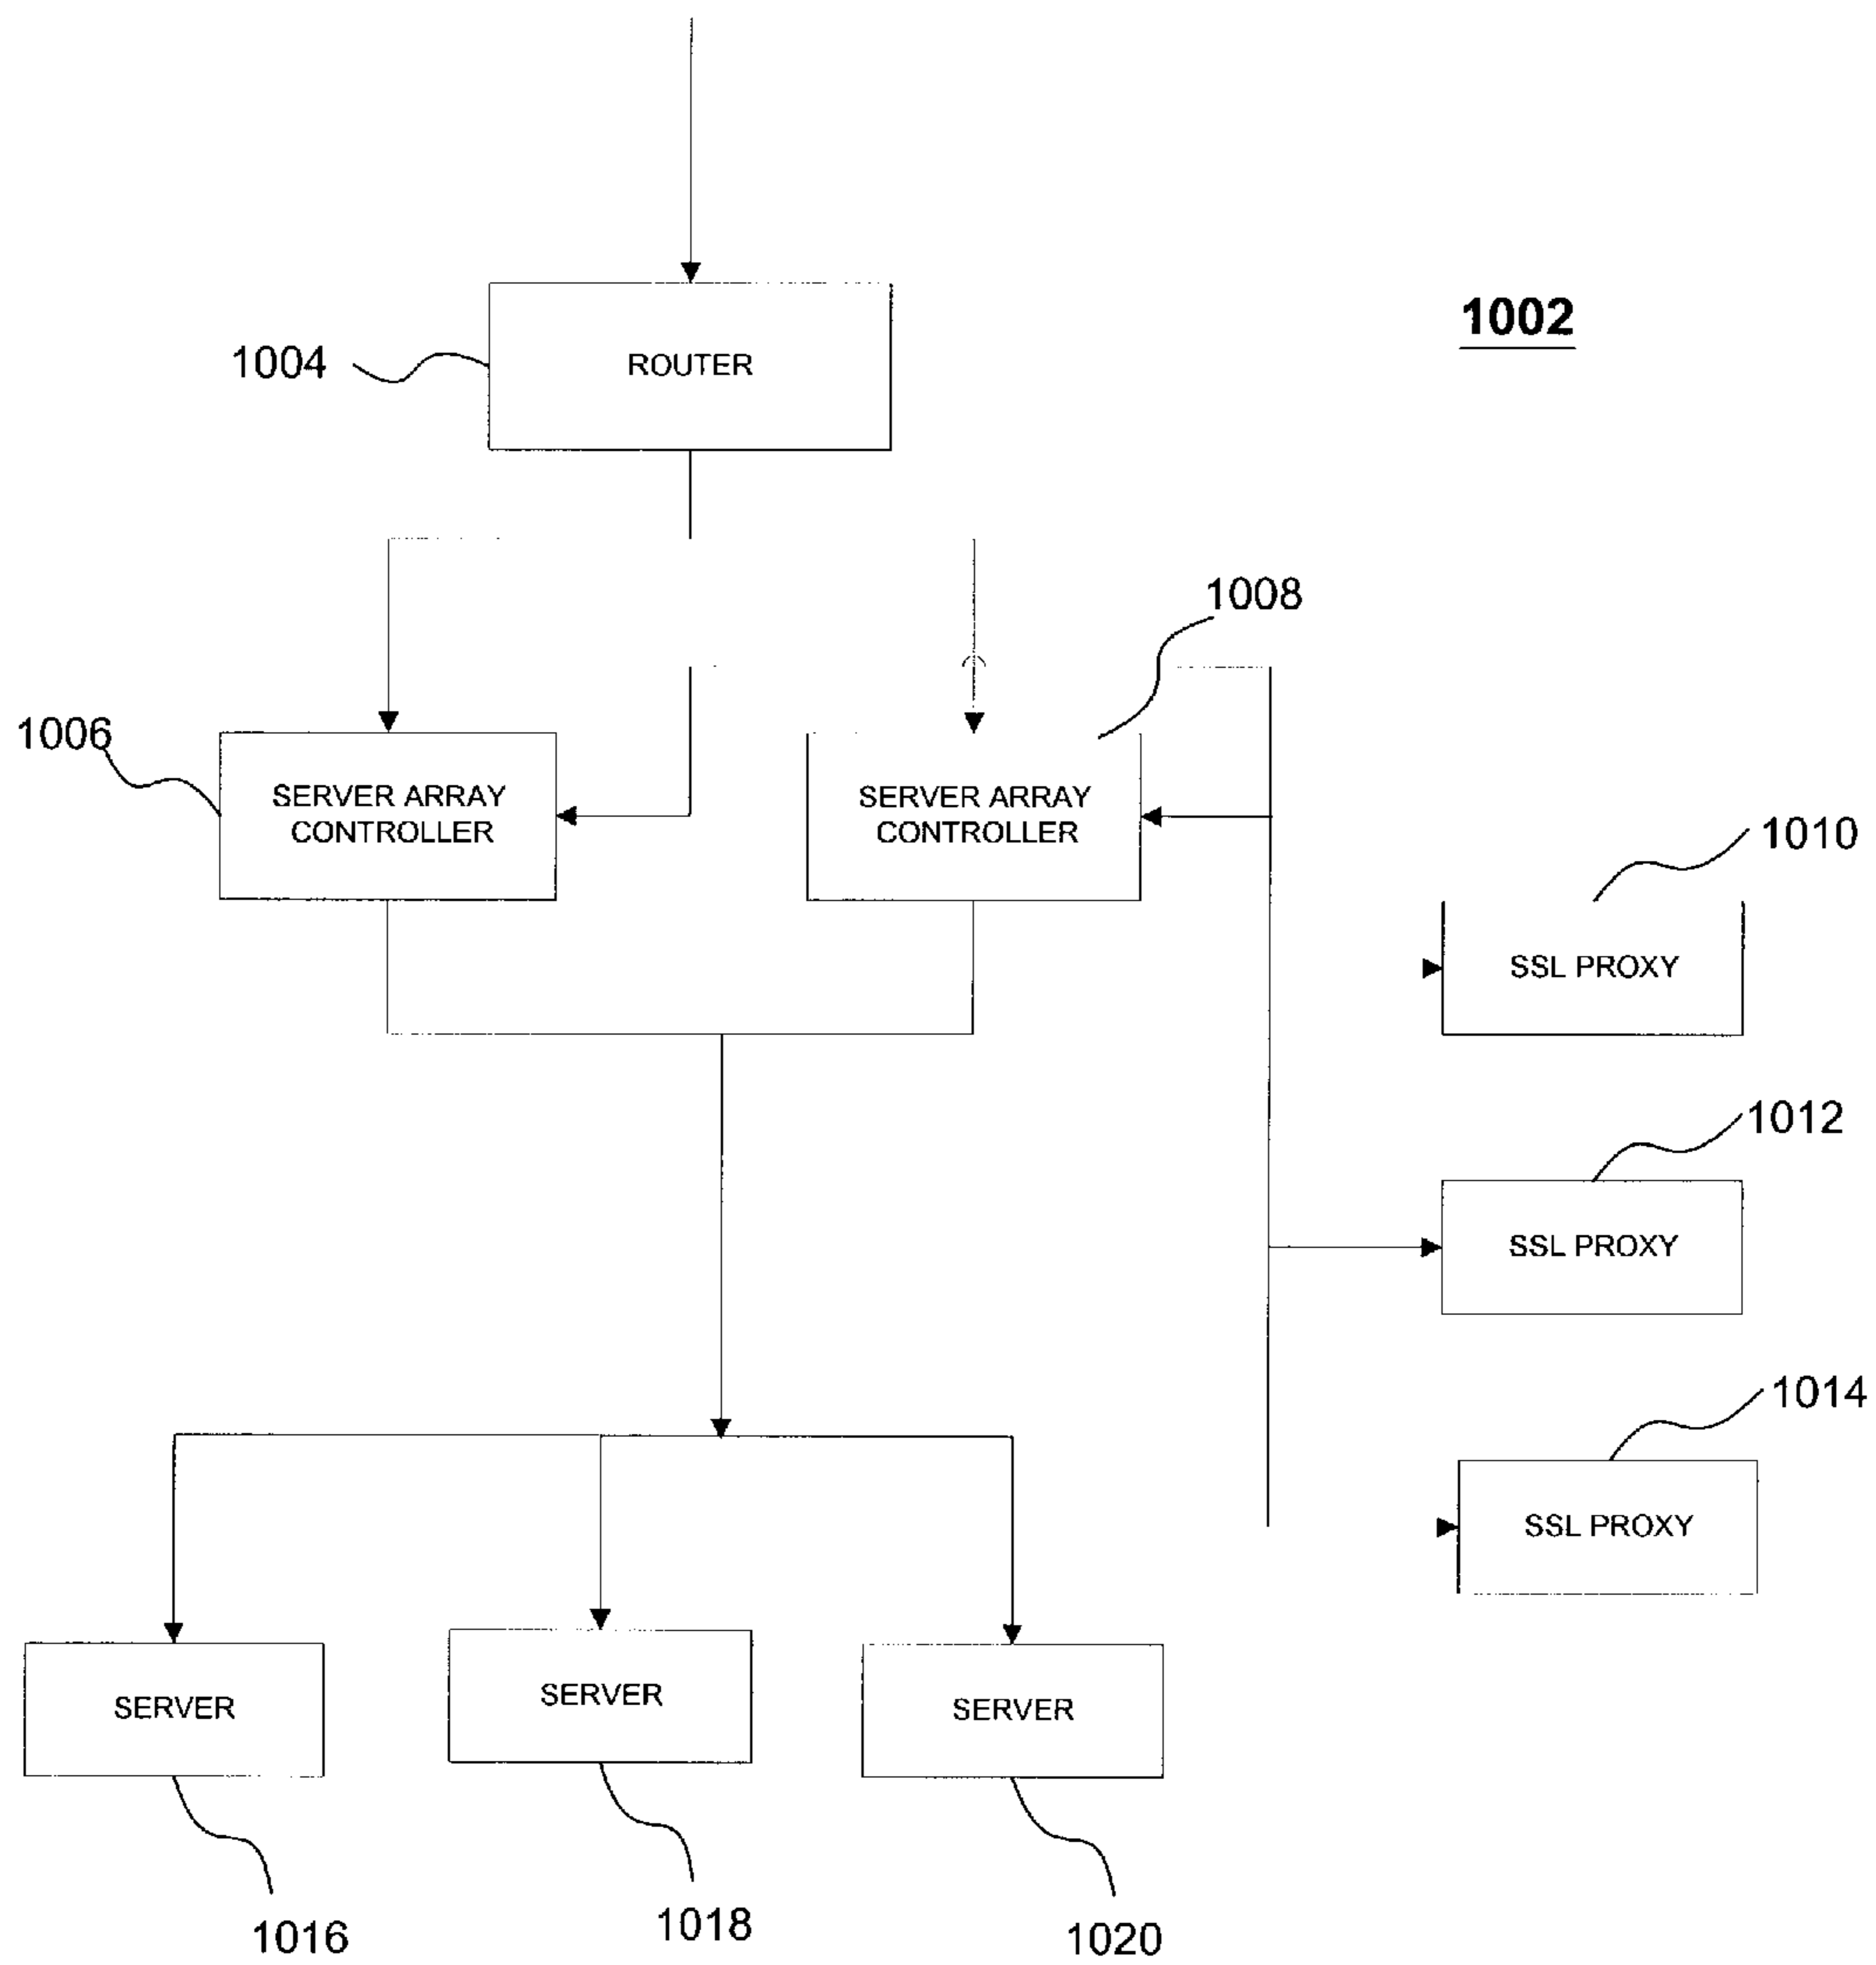 1002
1004
ROUTER
1008
1006
SERVER ARRAY
CONTROLLER
SERVER ARRAY
CONTROLLER
1010
SSL PROXY
1012
SSL PROXY
1014
SSL PROXY
SERVER
SERVER
SERVER
1016
1018
1020